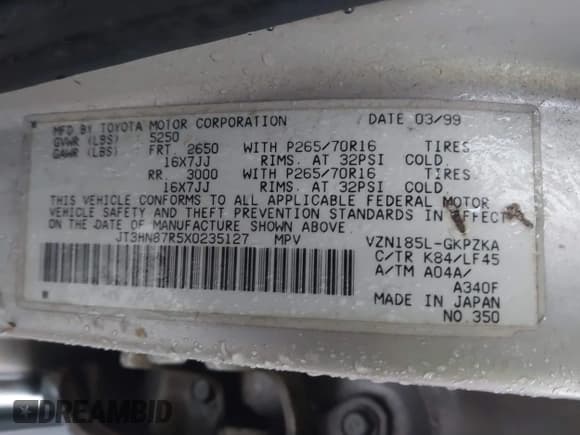 MFD BY TOYOTA MOTOR CORPORATION DATE 03/99
GVWR (LBS) 5250
GAWR (LBS) FRT. 2650 WITH P265/70R16 TIRES
16X7JJ RIMS. AT 32PSI COLD.
RR. 3000 WITH P265/70R16 TIRES
16X7JJ RIMS. AT 32PSI COLD.
THIS VEHICLE CONFORMS TO ALL APPLICABLE FEDERAL MOTOR
VEHICLE SAFETY AND THEFT PREVENTION STANDARDS IN EFFECT
ON THE DATE OF MANUFACTURE SHOWN ABOVE
JT3HN87R5X0235127 MPV VZN185L-GKPZKA
C/TR K84/LF45
A/TM A04A/
A340F
MADE IN JAPAN
NO.350
DREAMBID